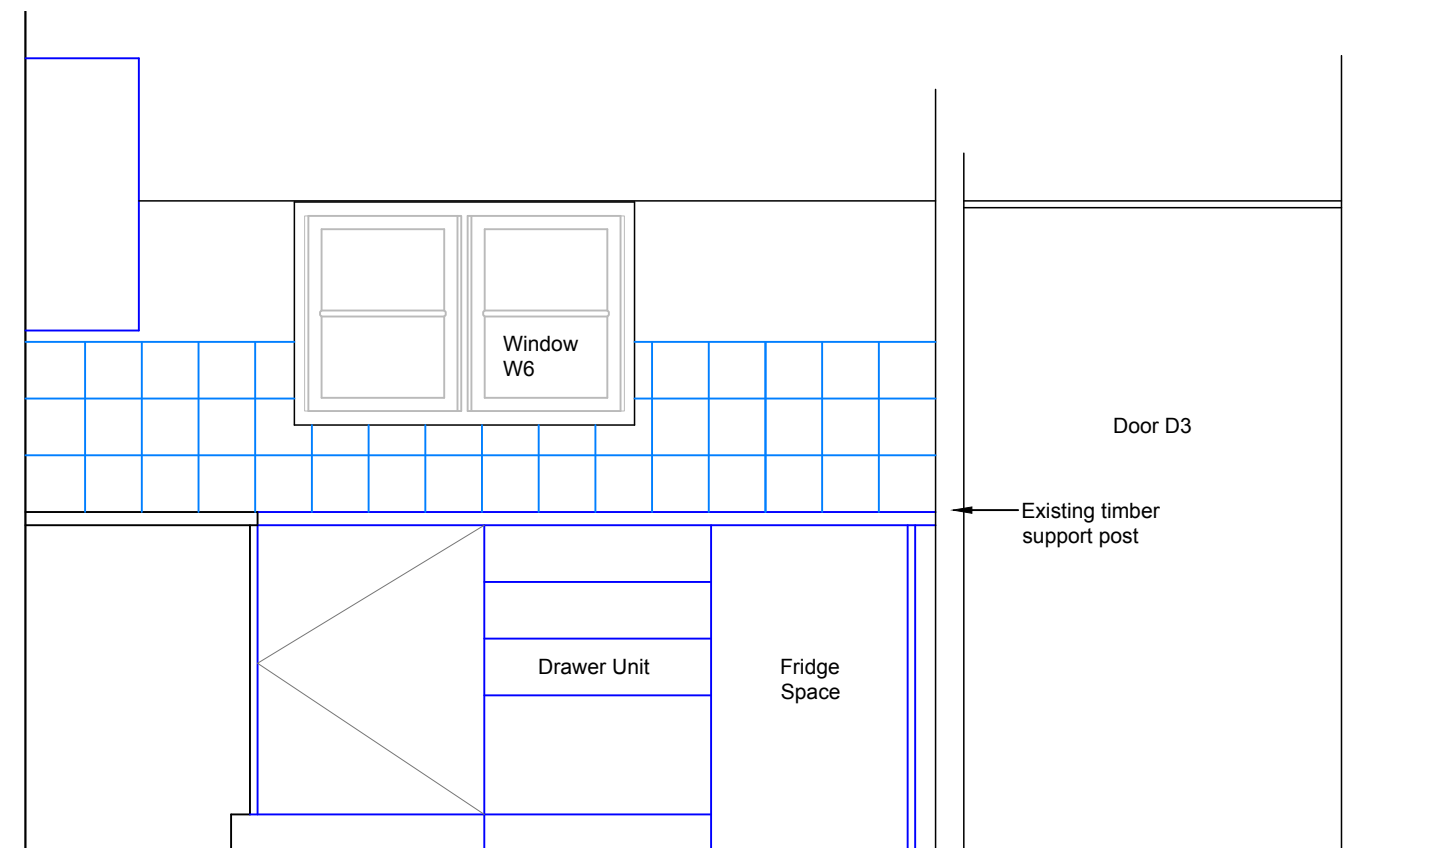 Window
W6
Door D3
Existing timber
support post
Drawer Unit
Fridge
Space